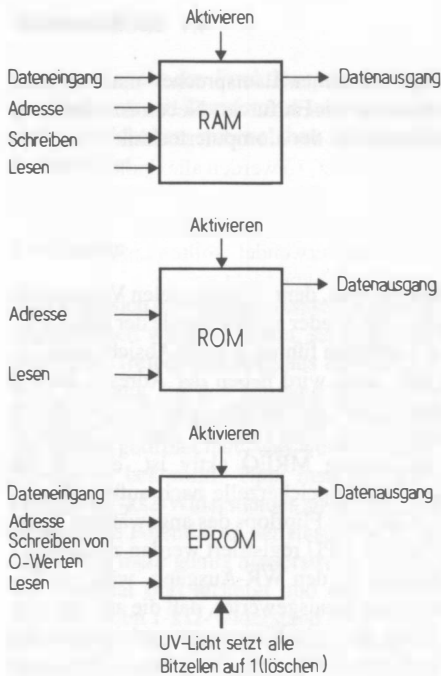 Aktivieren
Dateneingang
RAM
Datenausgang
Adresse
Schreiben
Lesen
Aktivieren
Datenausgang
Adresse
ROM
Lesen
Aktivieren
Dateneingang
Datenausgang
Adresse
EPROM
Schreiben von
O-Werten
Lesen
UV-Licht setzt alle
Bitzellen auf 1 (löschen)